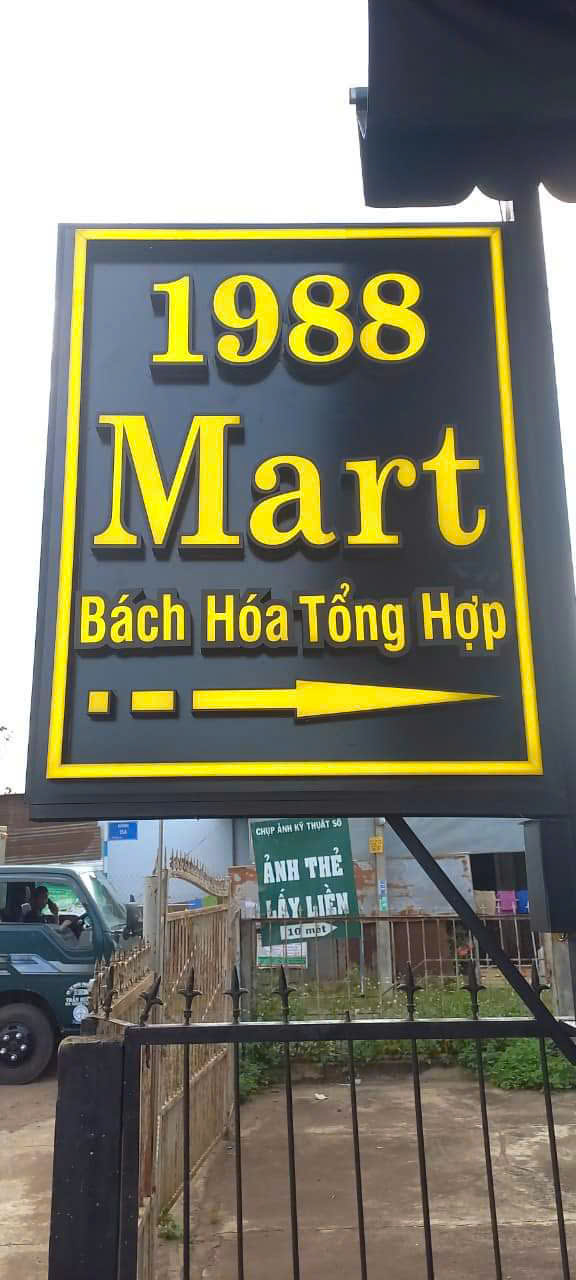 1988
Mart
Bách Hóa Tổng Hợp
CHỤP ẢNH KỸ THUẬT SỐ
ẢNH THẺ
LẤY LIỀN
10 mét